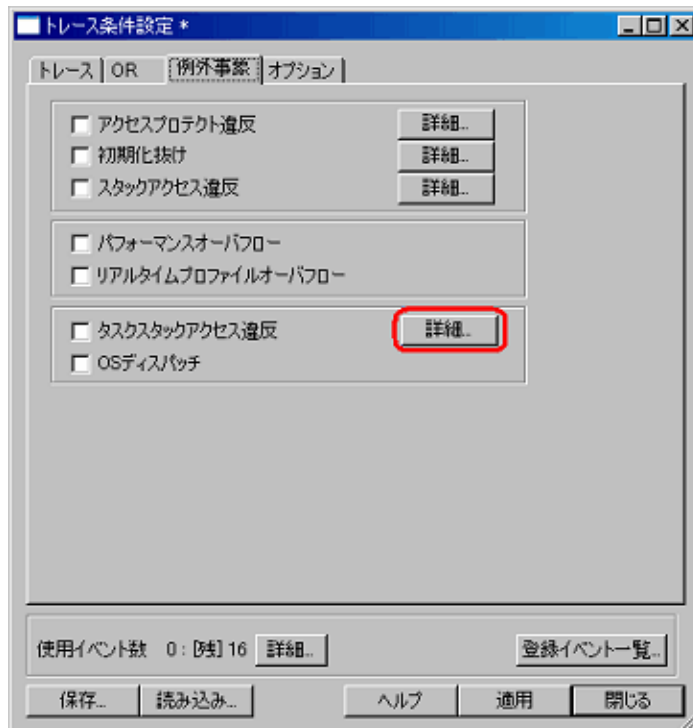 トレース条件設定 *
トレース OR 例外事象 オプション
アクセスプロテクト違反 詳細...
初期化抜け 詳細...
スタックアクセス違反 詳細...
パフォーマンスオーバフロー
リアルタイムプロファイルオーバフロー
タスクスタックアクセス違反 詳細...
OSディスパッチ
使用イベント数 0 : [残] 16 詳細... 登録イベント一覧...
保存... 読み込み... ヘルプ 適用 閉じる